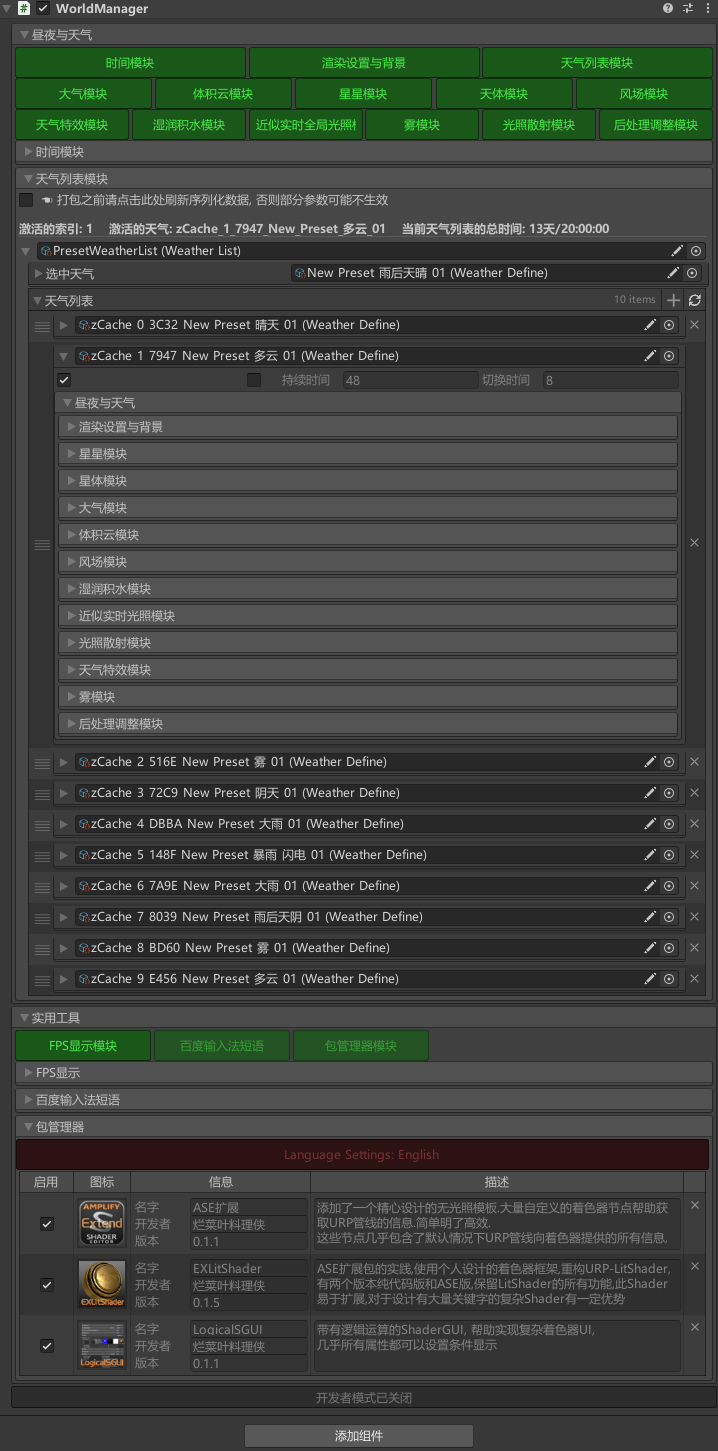 WorldManager
昼夜与天气
时间模块 渲染设置与背景 天气列表模块
大气模块 体积云模块 星星模块 天体模块 风场模块
天气特效模块 湿润积水模块 近似实时全局光照模 雾模块 光照散射模块 后处理调整模块
时间模块
天气列表模块
打包之前请点击此处刷新序列化数据, 否则部分参数可能不生效
激活的索引: 1 激活的天气: zCache_1_7947_New_Preset_多云_01 当前天气列表的总时间: 13天/20:00:00
PresetWeatherList (Weather List)
选中天气 New Preset 雨后天晴 01 (Weather Define)
天气列表 10 items
zCache 0 3C32 New Preset 晴天 01 (Weather Define)
zCache 1 7947 New Preset 多云 01 (Weather Define)
持续时间 48 切换时间 8
昼夜与天气
渲染设置与背景
星星模块
星体模块
大气模块
体积云模块
风场模块
湿润积水模块
近似实时光照模块
光照散射模块
天气特效模块
雾模块
后处理调整模块
zCache 2 516E New Preset 雾 01 (Weather Define)
zCache 3 72C9 New Preset 阴天 01 (Weather Define)
zCache 4 DBBA New Preset 大雨 01 (Weather Define)
zCache 5 148F New Preset 暴雨 闪电 01 (Weather Define)
zCache 6 7A9E New Preset 大雨 01 (Weather Define)
zCache 7 8039 New Preset 雨后天阴 01 (Weather Define)
zCache 8 BD60 New Preset 雾 01 (Weather Define)
zCache 9 E456 New Preset 多云 01 (Weather Define)
实用工具
FPS显示模块 百度输入法短语 包管理器模块
FPS显示
百度输入法短语
包管理器
Language Settings: English
启用 图标 信息 描述
AMPLIFY
Extend
SHADER
EDITOR
名字 ASE扩展
开发者 烂菜叶料理侠
版本 0.1.1
添加了一个精心设计的无光照模板.大量自定义的着色器节点帮助获
取URP管线的信息.简单明了高效.
这些节点几乎包含了默认情况下URP管线向着色器提供的所有信息,
EXLitShader
名字 EXLitShader
开发者 烂菜叶料理侠
版本 0.1.5
ASE扩展包的实践,使用个人设计的着色器框架,重构URP-LitShader,
有两个版本纯代码版和ASE版,保留LitShader的所有功能,此Shader
易于扩展,对于设计有大量关键字的复杂Shader有一定优势
LogicalSGUI
名字 LogicalSGUI
开发者 烂菜叶料理侠
版本 0.1.1
带有逻辑运算的ShaderGUI, 帮助实现复杂着色器UI,
几乎所有属性都可以设置条件显示
开发者模式已关闭
添加组件